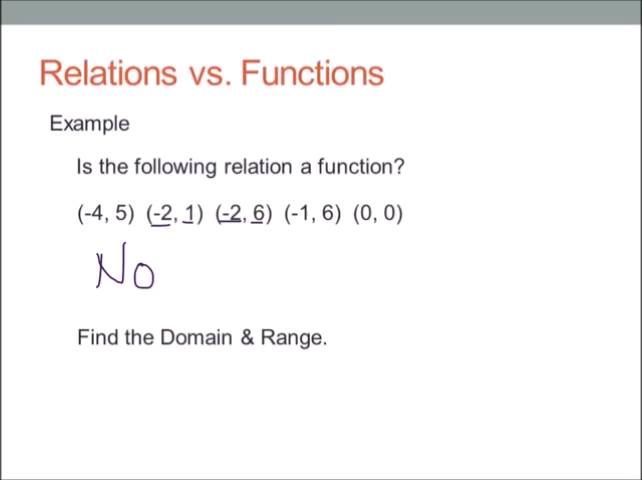 Relations vs. Functions
Example
Is the following relation a function?
(-4, 5) (-2, 1) (-2, 6) (-1, 6) (0, 0)
No
Find the Domain & Range.